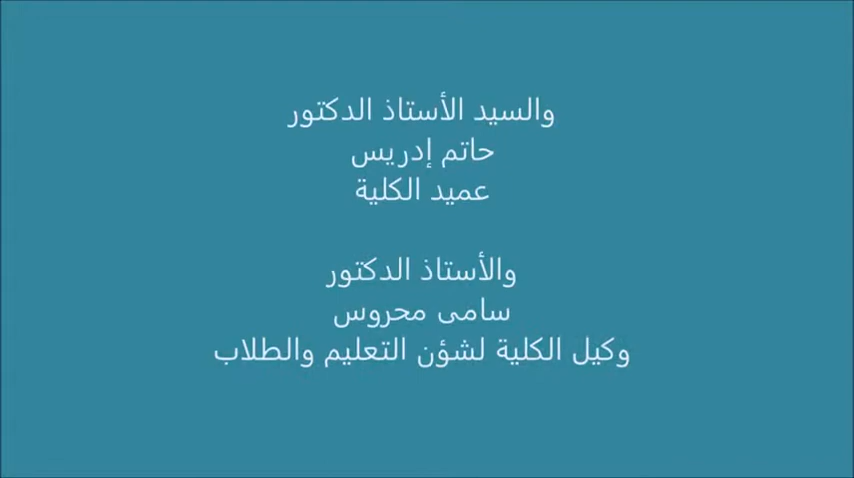 والسيد الأستاذ الدكتور
حاتم إدريس
عميد الكلية
والأستاذ الدكتور
سامى محروس
وكيل الكلية لشؤن التعليم والطلاب